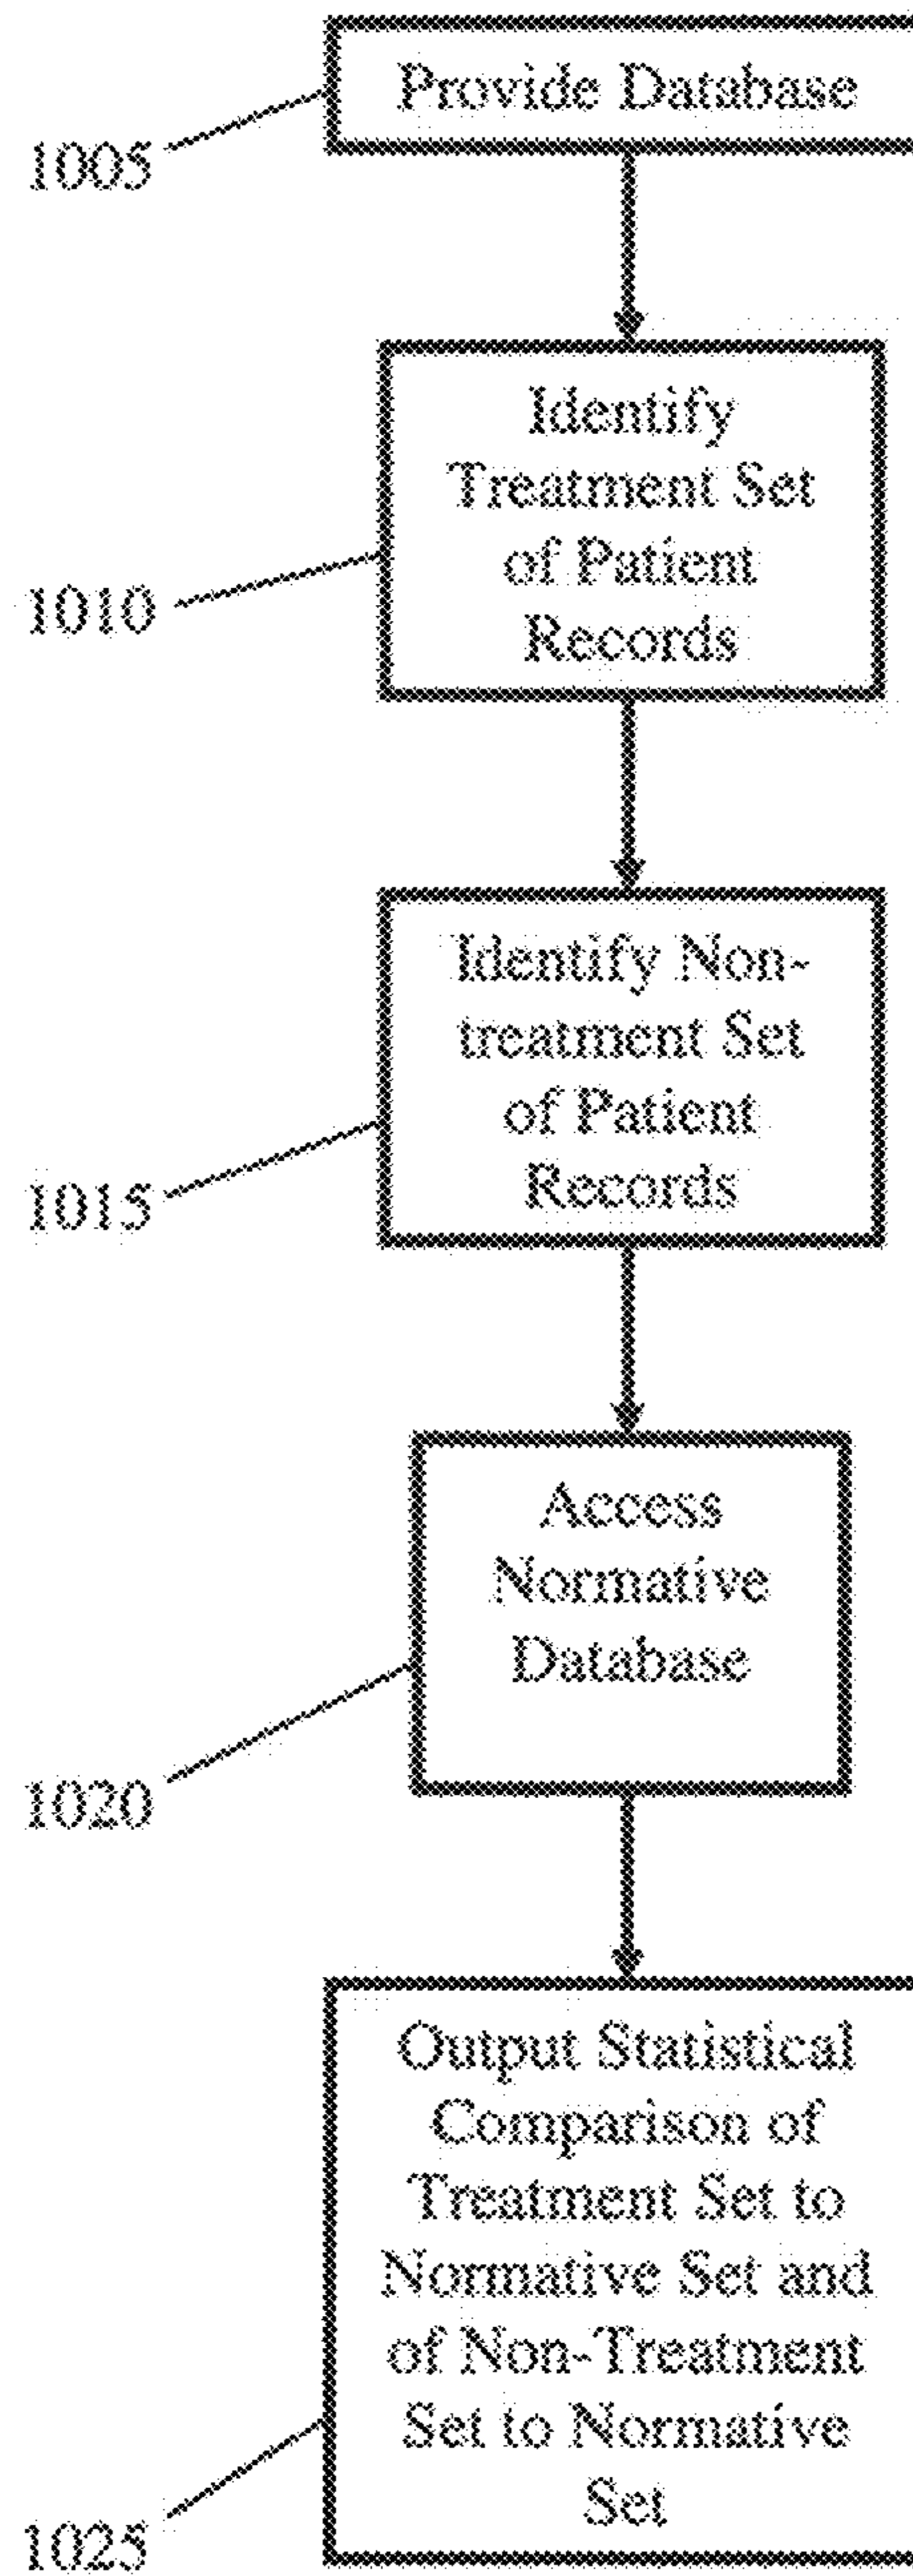 Provide Database
1005
Identify
Treatment Set
of Patient
Records
1010
Identify Non-
treatment Set
of Patient
Records
1015
Access
Normative
Database
1020
Output Statistical
Comparison of
Treatment Set to
Normative Set and
of Non-Treatment
Set to Normative
Set
1025